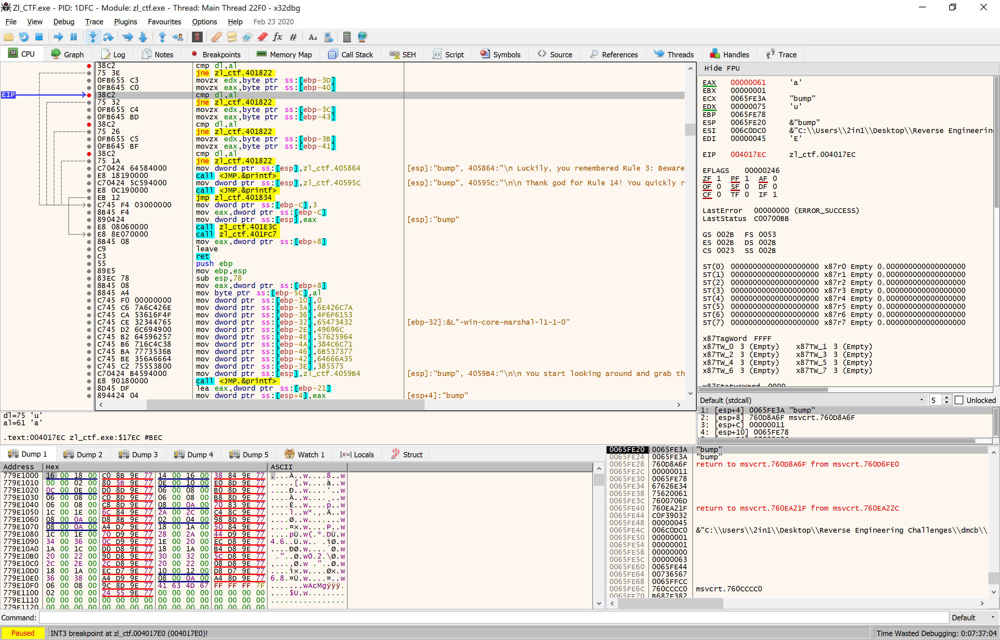 Zl_CTF.exe - PID: 1DFC - Module: zl_ctf.exe - Thread: Main Thread 22F0 - x32dbg
File View Debug Trace Plugins Favourites Options Help Feb 23 2020
CPU Graph Log Notes Breakpoints Memory Map Call Stack SEH Script Symbols Source References Threads Handles Trace
EIP
38C2 cmp dl,al
75 3E jne zl_ctf.401822
0FB655 C3 movzx edx,byte ptr ss:[ebp-3D]
0FB645 C0 movzx eax,byte ptr ss:[ebp-40]
38C2 cmp dl,al
75 32 jne zl_ctf.401822
0FB655 C4 movzx edx,byte ptr ss:[ebp-3C]
0FB645 BD movzx eax,byte ptr ss:[ebp-43]
38C2 cmp dl,al
75 26 jne zl_ctf.401822
0FB655 C5 movzx edx,byte ptr ss:[ebp-3B]
0FB645 BF movzx eax,byte ptr ss:[ebp-41]
38C2 cmp dl,al
75 1A jne zl_ctf.401822
C70424 64584000 mov dword ptr ss:[esp],zl_ctf.405864 [esp]:"bump", 405864:"\n Luckily, you remembered Rule 3: Beware
E8 18190000 call <JMP.&printf>
C70424 5C594000 mov dword ptr ss:[esp],zl_ctf.40595C [esp]:"bump", 40595C:"\n\n Thank god for Rule 14! You quickly r
E8 0C190000 call <JMP.&printf>
EB 12 jmp zl_ctf.401834
C745 F4 03000000 mov dword ptr ss:[ebp-C],3
8B45 F4 mov eax,dword ptr ss:[ebp-C]
890424 mov dword ptr ss:[esp],eax [esp]:"bump"
E8 08060000 call zl_ctf.401E3C
E8 8E070000 call zl_ctf.401FC7
8B45 08 mov eax,dword ptr ss:[ebp+8]
C9 leave
C3 ret
55 push ebp
89E5 mov ebp,esp
83EC 78 sub esp,78
8B45 08 mov eax,dword ptr ss:[ebp+8]
8845 A4 mov byte ptr ss:[ebp-5C],al
C745 F0 00000000 mov dword ptr ss:[ebp-10],0
C745 C6 7A6C426E mov dword ptr ss:[ebp-3A],6E426C7A
C745 CA 53616F4F mov dword ptr ss:[ebp-36],4F6F6153
C745 CE 32344765 mov dword ptr ss:[ebp-32],65473432 [ebp-32]:&L"-win-core-marshal-l1-1-0"
C745 D2 6C694900 mov dword ptr ss:[ebp-2E],49696C
C745 B2 64596257 mov dword ptr ss:[ebp-4E],57625964
C745 B6 716C4C38 mov dword ptr ss:[ebp-4A],384C6C71
C745 BA 7773536B mov dword ptr ss:[ebp-46],6B537377
C745 BE 356A6664 mov dword ptr ss:[ebp-42],64666A35
C745 C2 75553800 mov dword ptr ss:[ebp-3E],385575
C70424 B4594000 mov dword ptr ss:[esp],zl_ctf.4059B4 [esp]:"bump", 4059B4:"\n\n You start looking around and grab th
E8 90180000 call <JMP.&printf>
8D45 DF lea eax,dword ptr ss:[ebp-21]
894424 04 mov dword ptr ss:[esp+4],eax [esp+4]:"bump"
dl=75 'u'
al=61 'a'
.text:004017EC zl_ctf.exe:$17EC #BEC
Hide FPU
EAX 00000061 'a'
EBX 00000001
ECX 0065FE3A "bump"
EDX 00000075 'u'
EBP 0065FE78
ESP 0065FE20 &"bump"
ESI 006C0DC0 &"C:\\Users\\2in1\\Desktop\\Reverse Engineerin
EDI 00000045 'E'
EIP 004017EC zl_ctf.004017EC
EFLAGS 00000246
ZF 1 PF 1 AF 0
OF 0 SF 0 DF 0
CF 0 TF 0 IF 1
LastError 00000000 (ERROR_SUCCESS)
LastStatus C00700BB
GS 002B FS 0053
ES 002B DS 002B
CS 0023 SS 002B
ST(0) 00000000000000000000 x87r0 Empty 0.000000000000000000
ST(1) 00000000000000000000 x87r1 Empty 0.000000000000000000
ST(2) 00000000000000000000 x87r2 Empty 0.000000000000000000
ST(3) 00000000000000000000 x87r3 Empty 0.000000000000000000
ST(4) 00000000000000000000 x87r4 Empty 0.000000000000000000
ST(5) 00000000000000000000 x87r5 Empty 0.000000000000000000
ST(6) 00000000000000000000 x87r6 Empty 0.000000000000000000
ST(7) 00000000000000000000 x87r7 Empty 0.000000000000000000
x87TagWord FFFF
x87TW_0 3 (Empty) x87TW_1 3 (Empty)
x87TW_2 3 (Empty) x87TW_3 3 (Empty)
x87TW_4 3 (Empty) x87TW_5 3 (Empty)
x87TW_6 3 (Empty) x87TW_7 3 (Empty)
x87StatusWord 0000
Default (stdcall) 5 Unlocked
1: [esp+4] 0065FE3A "bump"
2: [esp+8] 760D8A6F msvcrt.760D8A6F
3: [esp+C] 00000011
4: [esp+10] 0065FE78
Dump 1 Dump 2 Dump 3 Dump 4 Dump 5 Watch 1 [x=] Locals Struct
Address Hex ASCII
779E1000 16 00 18 00 C0 8B 9E 77 14 00 16 00 38 84 9E 77 ....À..w....8..w
779E1010 00 00 02 00 80 5B 9E 77 0E 00 10 00 E0 8D 9E 77 .....[.w....à..w
779E1020 0C 00 0E 00 D0 8D 9E 77 06 00 08 00 B0 8D 9E 77 ....Ð..w....°..w
779E1030 06 00 08 00 C0 8D 9E 77 06 00 08 00 B8 8D 9E 77 ....À..w....¸..w
779E1040 06 00 08 00 C8 8D 9E 77 08 00 0A 00 70 83 9E 77 ....È..w....p..w
779E1050 1C 00 1E 00 6C 84 9E 77 2A 00 2C 00 C4 8C 9E 77 ....l..w*.,.Ä..w
779E1060 08 00 0A 00 D8 8B 9E 77 02 00 04 00 98 8D 9E 77 ....Ø..w.......w
779E1070 08 00 0A 00 A4 D7 9E 77 18 00 1A 00 50 84 9E 77 ....¤×.w....P..w
779E1080 1C 00 1E 00 70 D9 9E 77 28 00 2A 00 44 D9 9E 77 ....pÙ.w(.*.DÙ.w
779E1090 34 00 36 00 0C D9 9E 77 1E 00 20 00 EC D8 9E 77 4.6..Ù.w.. .ìØ.w
779E10A0 1A 00 1C 00 D0 D8 9E 77 18 00 1A 00 B4 D8 9E 77 ....ÐØ.w....´Ø.w
779E10B0 20 00 22 00 90 D8 9E 77 30 00 32 00 5C D8 9E 77  ."..Ø.w0.2.\Ø.w
779E10C0 2C 00 2E 00 2C D8 9E 77 20 00 22 00 08 D8 9E 77 ,...,Ø.w ."..Ø.w
779E10D0 18 00 1A 00 EC D7 9E 77 10 00 12 00 D8 D7 9E 77 ....ì×.w....Ø×.w
779E10E0 36 00 38 00 A4 D9 9E 77 08 00 0A 00 A4 8D 9E 77 6.8.¤Ù.w....¤..w
779E10F0 06 00 08 00 9C 8D 9E 77 41 63 4D 67 FF FF FF 7F .......wAcMgÿÿÿ.
779E1100 02 00 00 00 24 55 9E 77 00 00 00 00 00 00 00 00 ....$U.w........
779E1110 00 00 00 00 00 00 00 00 00 00 00 00 00 00 00 00 ................
779E1120 00 00 00 00 00 00 00 00 00 00 00 00 00 00 00 00
0065FE20 0065FE3A "bump"
0065FE24 0065FE3A "bump"
0065FE28 760D8A6F return to msvcrt.760D8A6F from msvcrt.760D6FE0
0065FE2C 00000011
0065FE30 0065FE78
0065FE34 67626E34
0065FE38 75620061
0065FE3C 7600706D
0065FE40 760EA21F return to msvcrt.760EA21F from msvcrt.760EA22C
0065FE44 C0F39032
0065FE48 00000045
0065FE4C 006C0DC0 &"C:\\Users\\2in1\\Desktop\\Reverse Engineering Challenges\\dmcb\\.
0065FE50 00000001
0065FE54 00000001
0065FE58 00000000
0065FE5C 00000063
0065FE60 0065FE44
0065FE64 00736567
0065FE68 0065FFCC
0065FE6C 760CCCC0 msvcrt.760CCCC0
0065FE70 B687E382
Command: Default
Paused INT3 breakpoint at zl_ctf.004017E0 (004017E0)! Time Wasted Debugging: 0:07:37:04